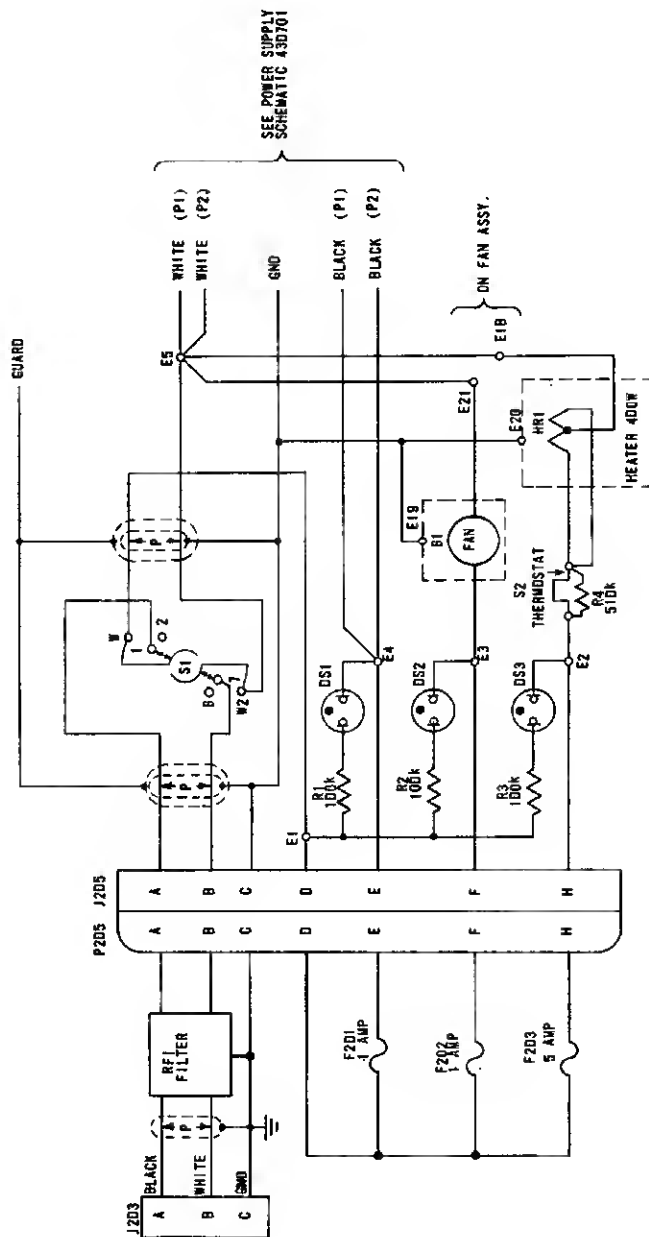 SEE POWER SUPPLY
SCHEMATIC 43D701
GUARD
WHITE (P1)
WHITE (P2)
GND
BLACK (P1)
BLACK (P2)
ON FAN ASSY.
E5
E18
E21
E20
HR1
HEATER 400W
E19
B1
FAN
S2
THERMOSTAT
R4
510k
P
W
1
2
S1
8
7
W2
P
DS1
E4
DS2
E3
DS3
E2
R1
100k
R2
100k
R3
100k
E1
J2D5
A
B
C
D
E
F
H
P2D5
A
B
C
D
E
F
H
RFI
FILTER
F2D1
1 AMP
F2D2
1 AMP
F2D3
5 AMP
P
BLACK
WHITE
GND
J2D3
A
B
C